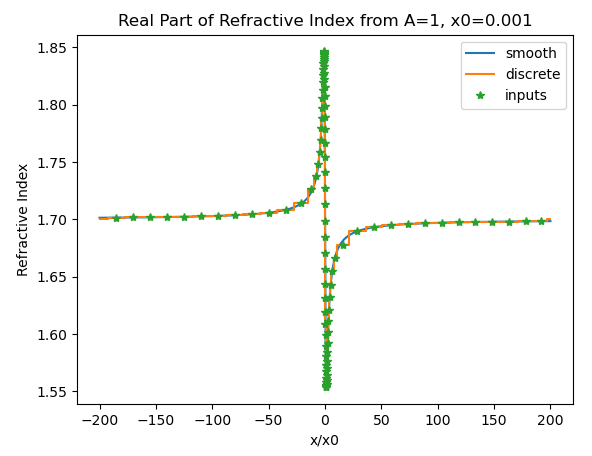 Real Part of Refractive Index from A=1, x0=0.001
smooth
discrete
inputs
Refractive Index
1.85
1.80
1.75
1.70
1.65
1.60
1.55
−200 −150 −100 −50 0 50 100 150 200
x/x0